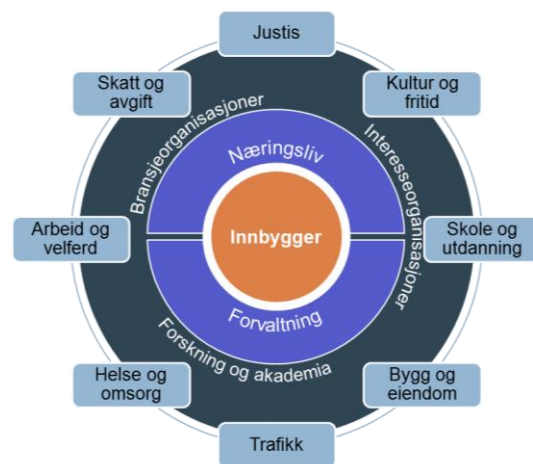 Justis
Skatt og
avgift
Kultur og
fritid
Bransjeorganisasjoner
Interesseorganisasjoner
Næringsliv
Arbeid og
velferd
Innbygger
Skole og
utdanning
Forvaltning
Forskning og akademia
Helse og
omsorg
Bygg og
eiendom
Trafikk